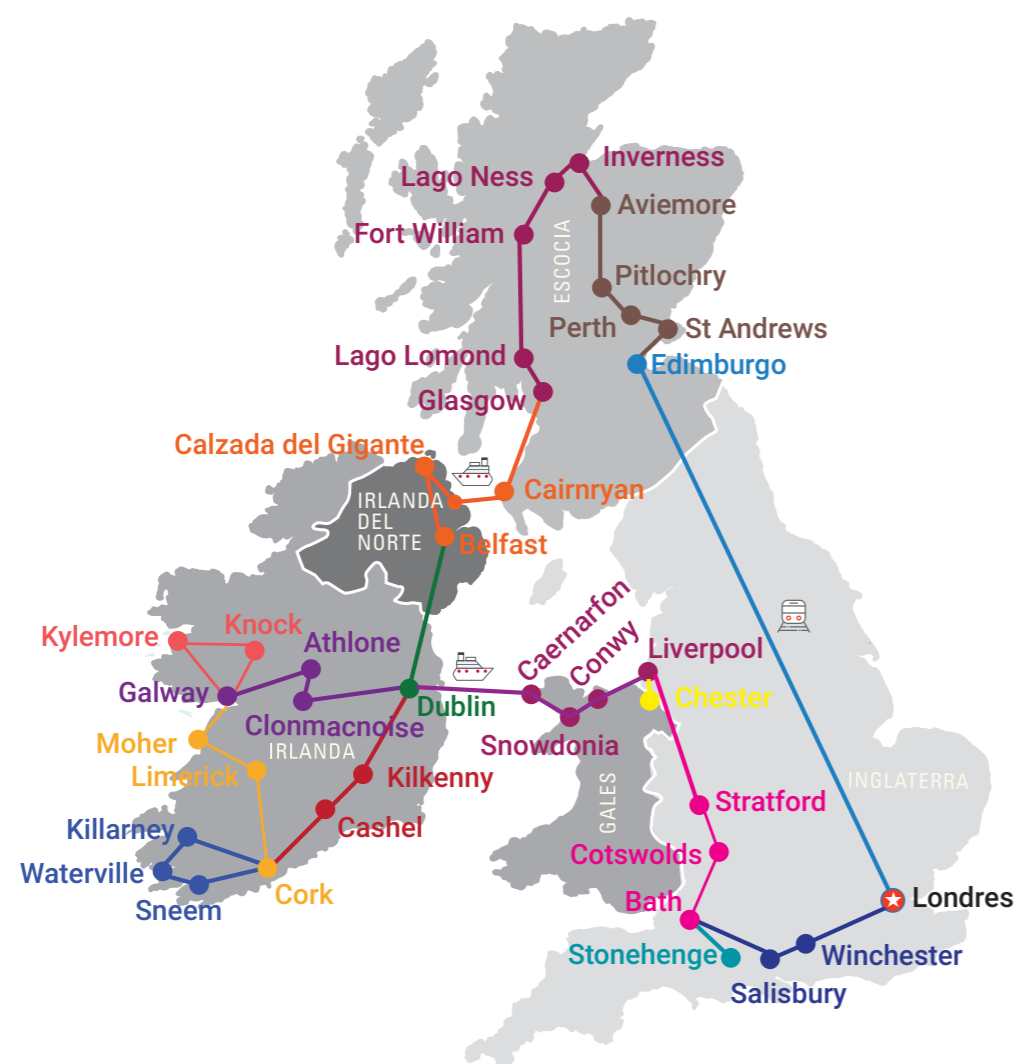 Inverness
Lago Ness
Aviemore
Fort William
ESCOCIA
Pitlochry
Perth
St Andrews
Lago Lomond
Edimburgo
Glasgow
Calzada del Gigante
Cairnryan
IRLANDA
DEL
NORTE
Belfast
Caernarfon
Conwy
Knock
Kylemore
Athlone
Liverpool
Galway
Chester
Dublin
Clonmacnoise
Snowdonia
Moher
IRLANDA
Limerick
Kilkenny
INGLATERRA
GALES
Stratford
Killarney
Cashel
Cotswolds
Waterville
Cork
Sneem
Bath
Londres
Stonehenge
Winchester
Salisbury